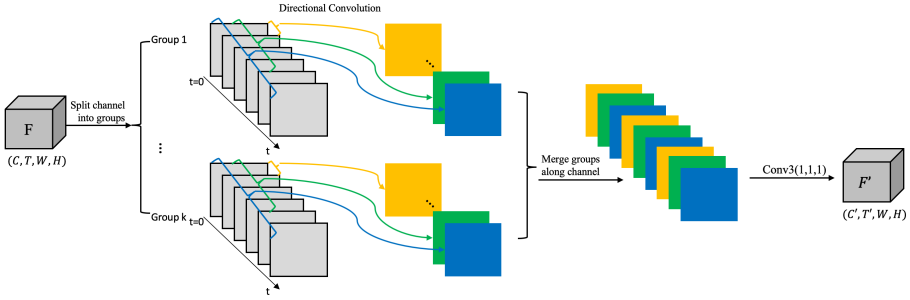 Directional Convolution
Group 1
t=0
t
F
(C, T, W, H)
Split channel
into groups
...
Group k
t=0
t
...
...
Merge groups
along channel
Conv3(1,1,1)
F'
(C', T', W, H)